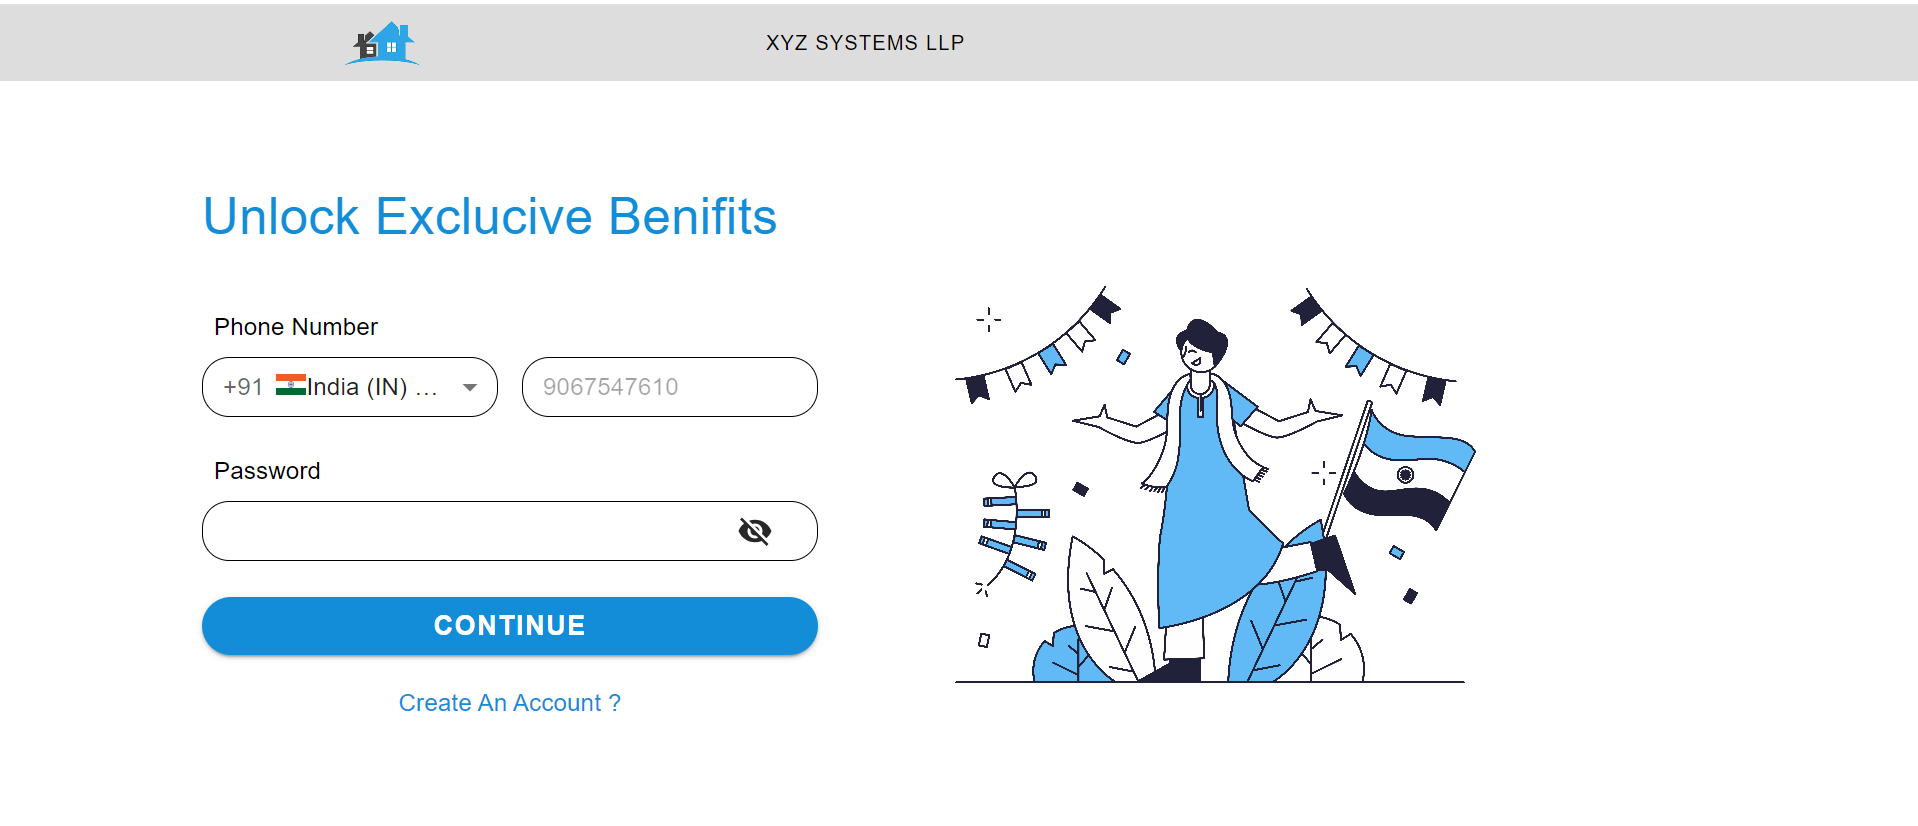 XYZ SYSTEMS LLP
Unlock Exclucive Benifits
Phone Number
+91 India (IN) ...
9067547610
Password
CONTINUE
Create An Account ?